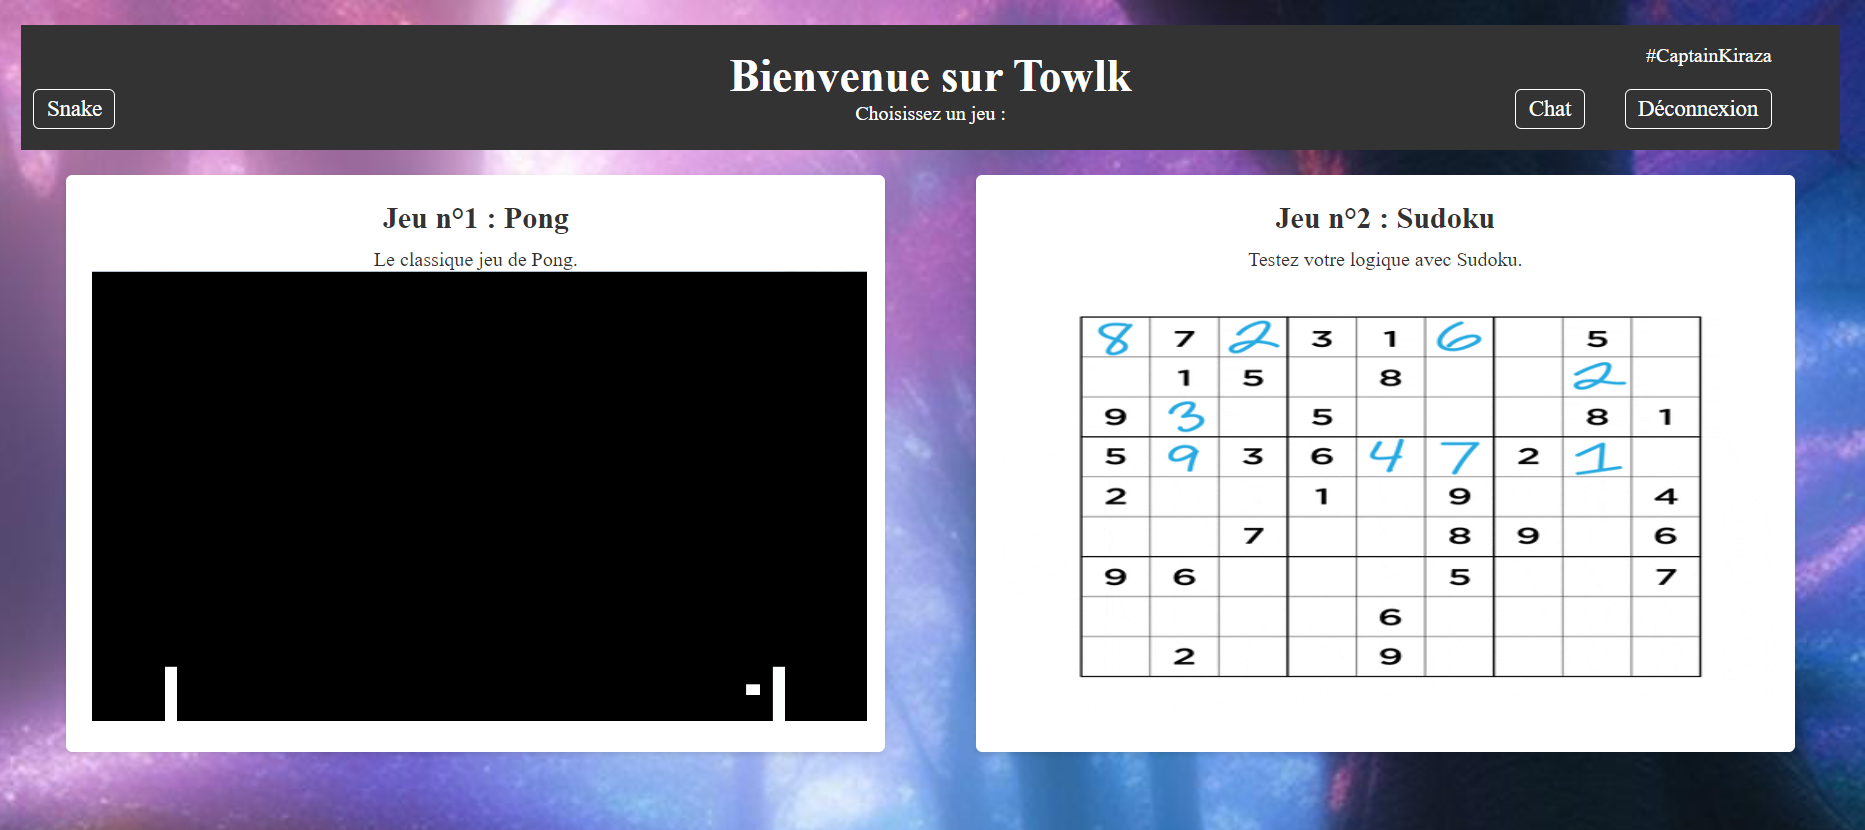 #CaptainKiraza
Bienvenue sur Towlk
Choisissez un jeu :
Snake
Chat
Déconnexion
Jeu n°1 : Pong
Le classique jeu de Pong.
Jeu n°2 : Sudoku
Testez votre logique avec Sudoku.
8 7 2 3 1 6 5
1 5 8 2
9 3 5 8 1
5 9 3 6 4 7 2 1
2 1 9 4
7 8 9 6
9 6 5 7
6
2 9